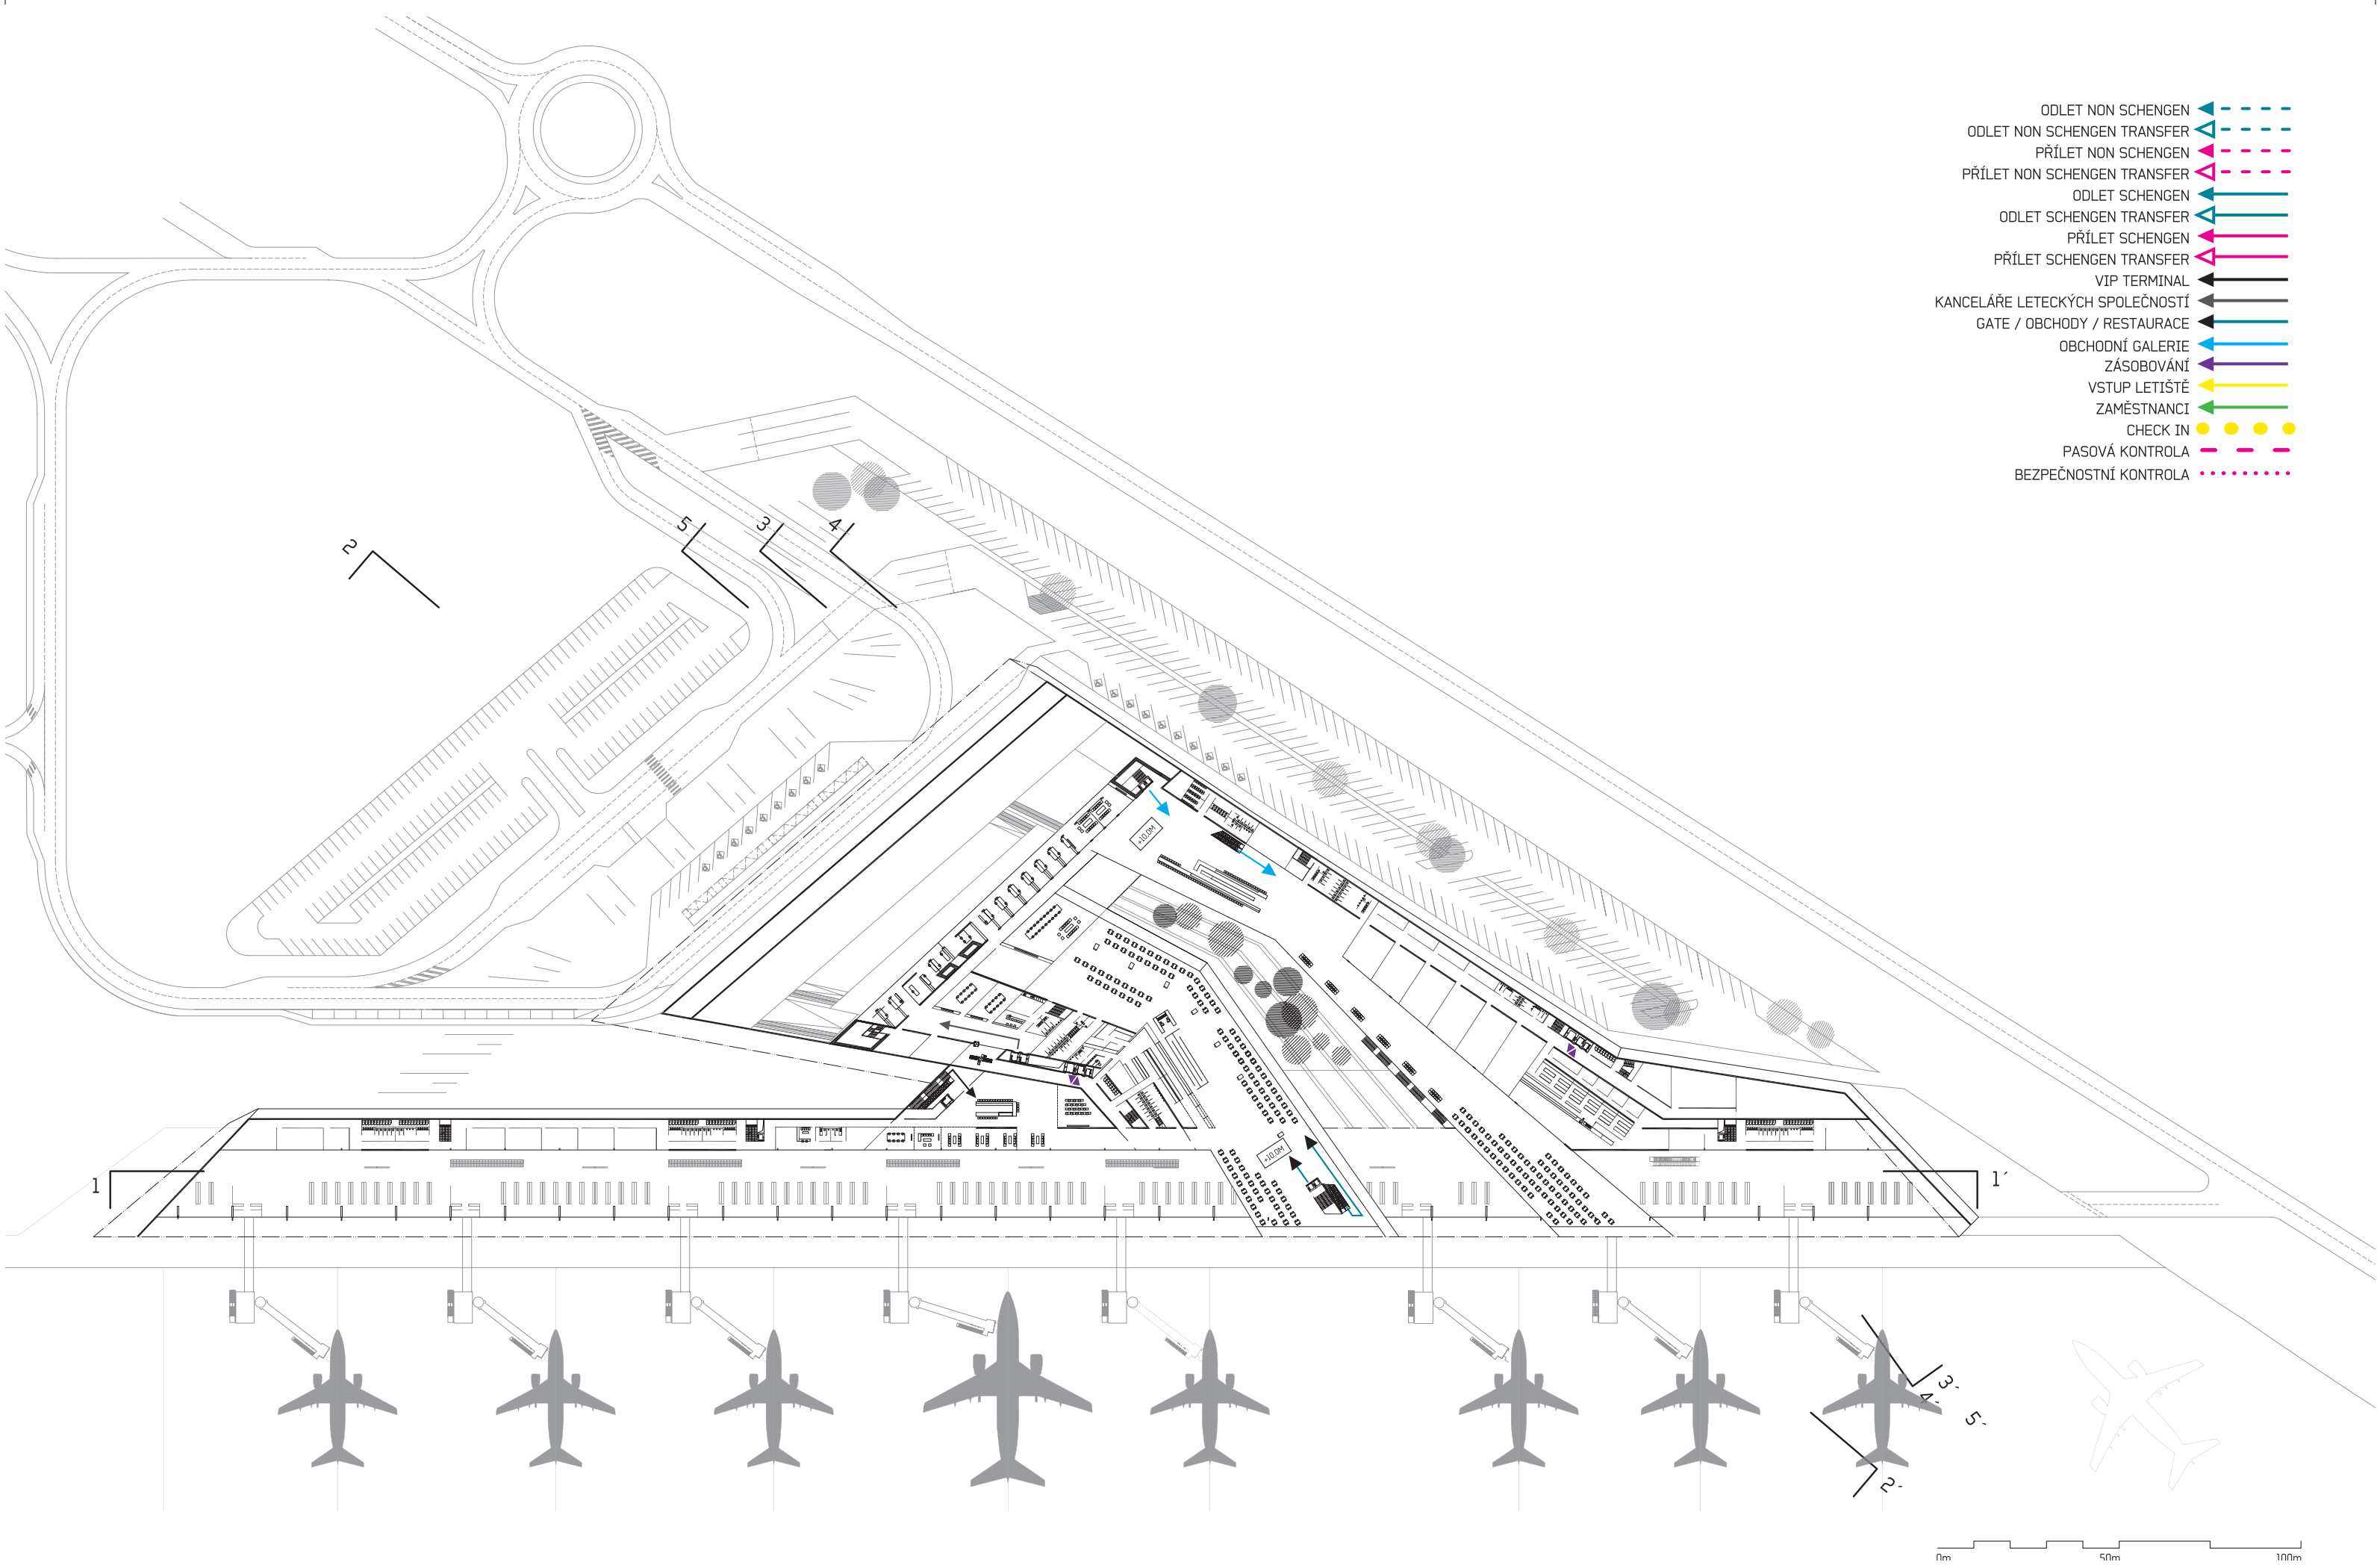 ODLET NON SCHENGEN
ODLET NON SCHENGEN TRANSFER
PŘÍLET NON SCHENGEN
PŘÍLET NON SCHENGEN TRANSFER
ODLET SCHENGEN
ODLET SCHENGEN TRANSFER
PŘÍLET SCHENGEN
PŘÍLET SCHENGEN TRANSFER
VIP TERMINAL
KANCELÁŘE LETECKÝCH SPOLEČNOSTÍ
GATE / OBCHODY / RESTAURACE
OBCHODNÍ GALERIE
ZÁSOBOVÁNÍ
VSTUP LETIŠTĚ
ZAMĚSTNANCI
CHECK IN
PASOVÁ KONTROLA
BEZPEČNOSTNÍ KONTROLA
2
5
3
4
+10.0M
+10.0M
1
1´
3´
4´
5´
2´
0m
50m
100m